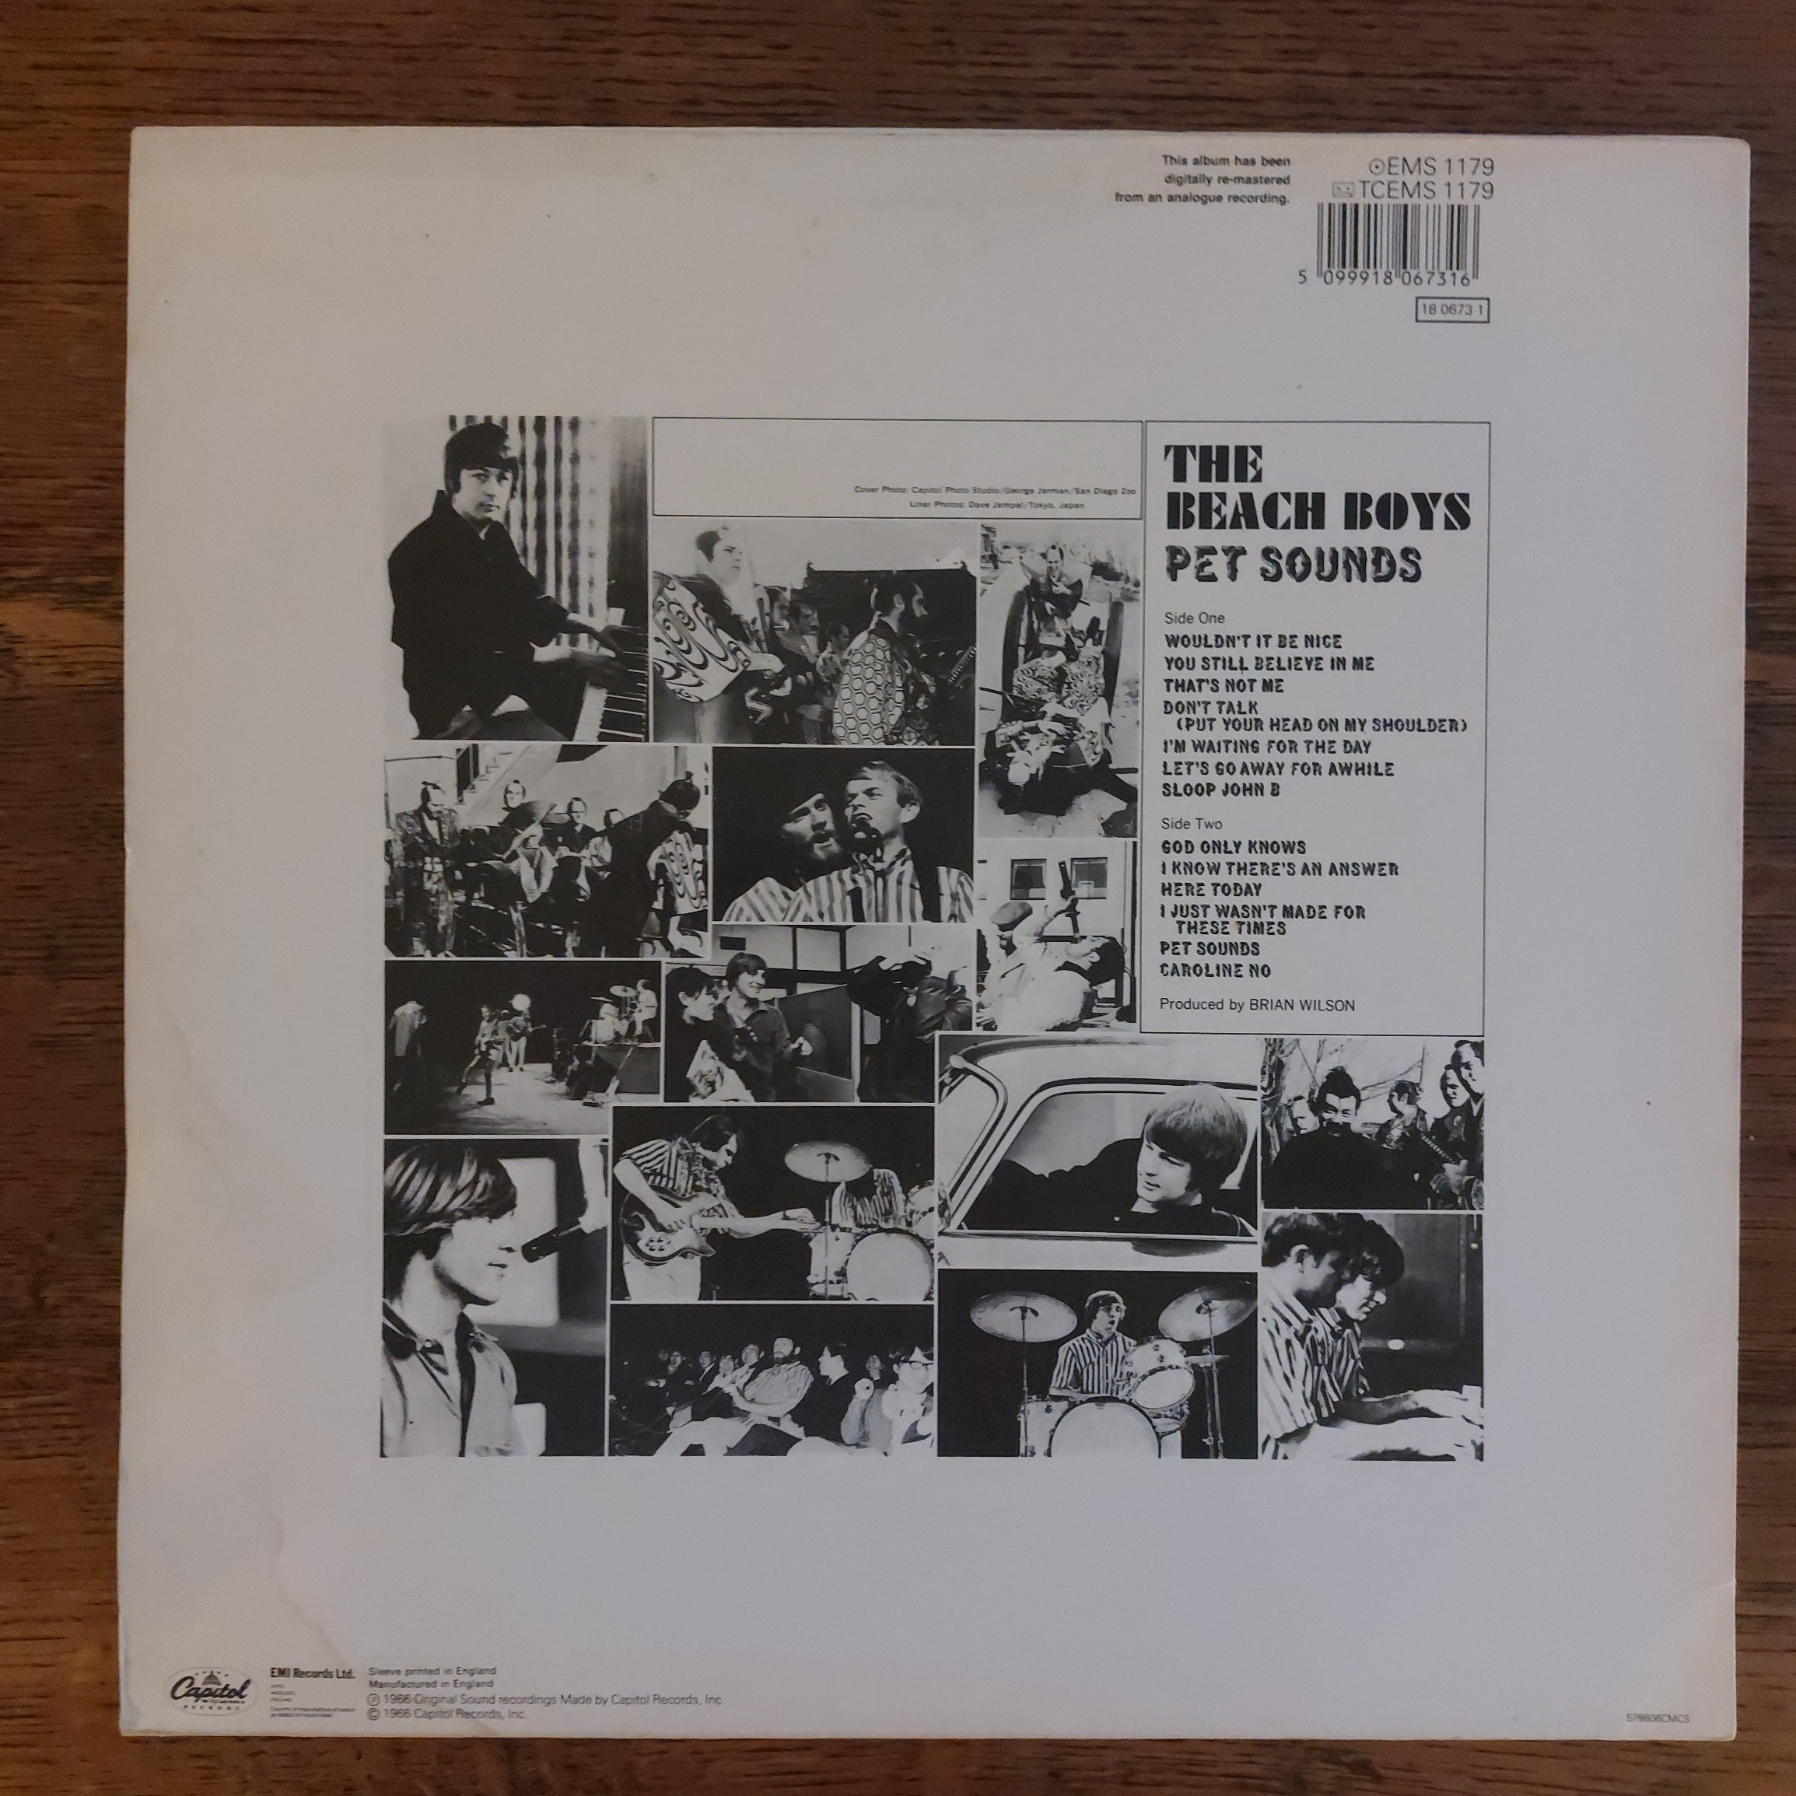 This album has been
digitally re-mastered
from an analogue recording.
EMS 1179
TCEMS 1179
5 099918 067316
18 0673 1
Cover Photo: Capitol Photo Studio/George Jerman/San Diego Zoo
Liner Photos: Dave Jampel/Tokyo, Japan
THE
BEACH BOYS
PET SOUNDS
Side One
WOULDN'T IT BE NICE
YOU STILL BELIEVE IN ME
THAT'S NOT ME
DON'T TALK
(PUT YOUR HEAD ON MY SHOULDER)
I'M WAITING FOR THE DAY
LET'S GO AWAY FOR AWHILE
SLOOP JOHN B
Side Two
GOD ONLY KNOWS
I KNOW THERE'S AN ANSWER
HERE TODAY
I JUST WASN'T MADE FOR
THESE TIMES
PET SOUNDS
CAROLINE NO
Produced by BRIAN WILSON
Capitol
RECORDS
EMI Records Ltd.
Sleeve printed in England
Manufactured in England
℗ 1966 Original Sound recordings Made by Capitol Records, Inc
© 1966 Capitol Records, Inc.